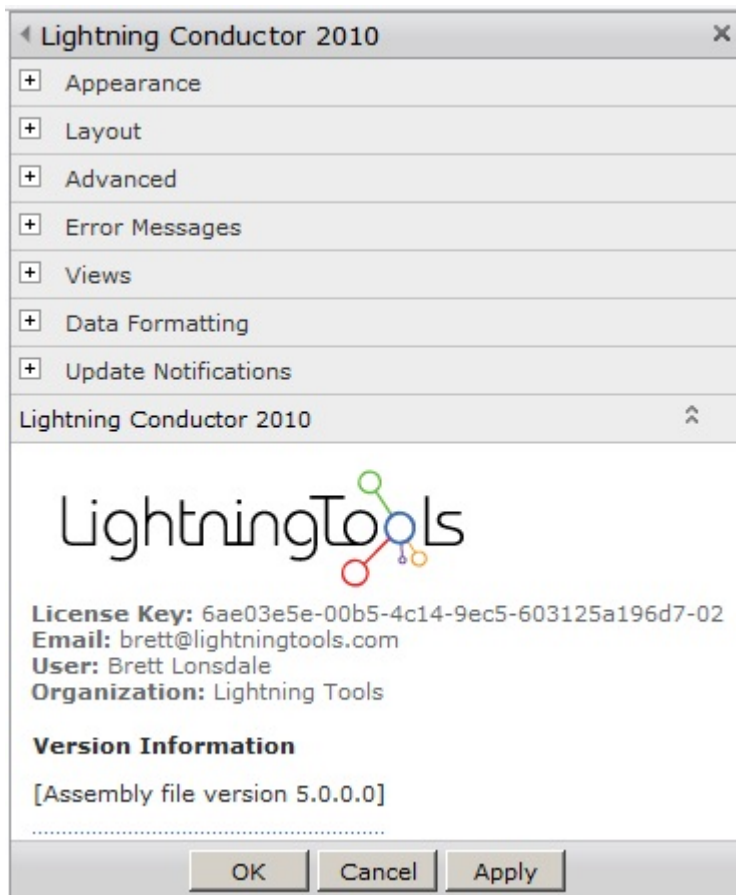 Lightning Conductor 2010
Appearance
Layout
Advanced
Error Messages
Views
Data Formatting
Update Notifications
Lightning Conductor 2010
LightningTools
License Key: 6ae03e5e-00b5-4c14-9ec5-603125a196d7-02
Email: brett@lightningtools.com
User: Brett Lonsdale
Organization: Lightning Tools
Version Information
[Assembly file version 5.0.0.0]
OK Cancel Apply